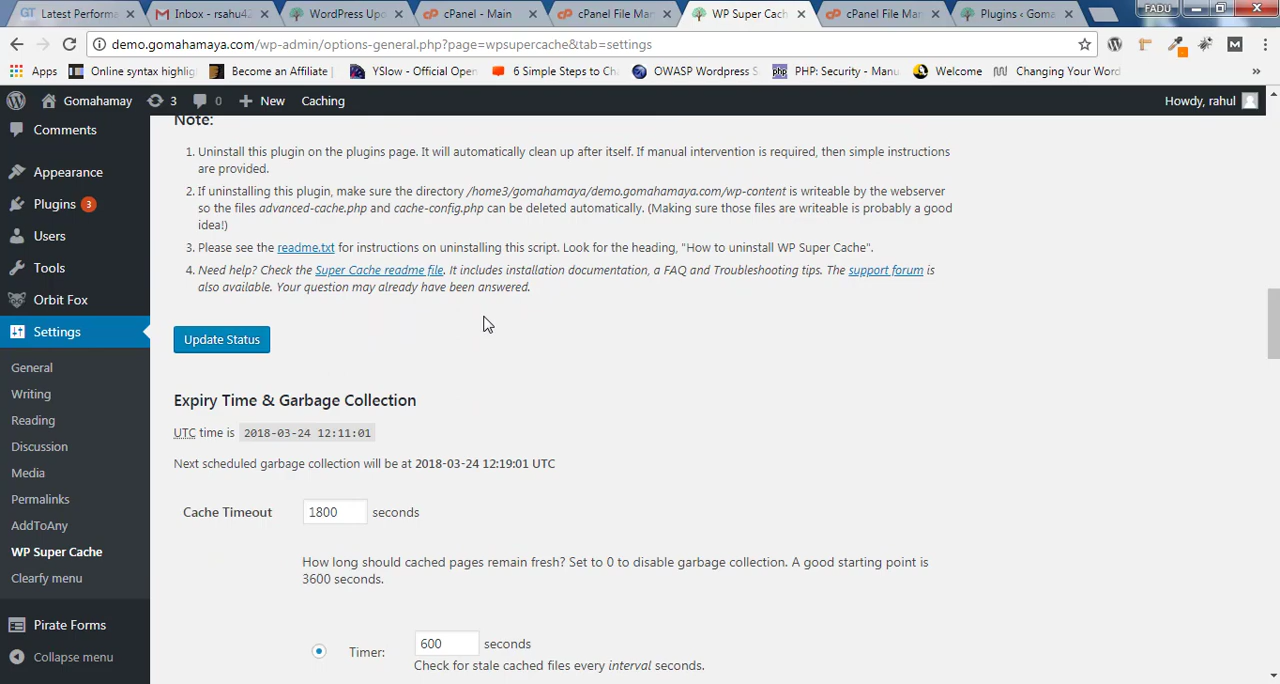 Latest Performa
Inbox - rsahu42
WordPress Upd
cPanel - Main
cPanel File Man
WP Super Cach
cPanel File Man
Plugins ‹ Goma
FADU
demo.gomahamaya.com/wp-admin/options-general.php?page=wpsupercache&tab=settings
Apps
Online syntax highlig
Become an Affiliate
YSlow - Official Open
6 Simple Steps to Ch
OWASP Wordpress S
PHP: Security - Manu
Welcome
Changing Your Word
»
Gomahamay
3
0
New
Caching
Howdy, rahul
Comments
Appearance
Plugins 3
Users
Tools
Orbit Fox
Settings
General
Writing
Reading
Discussion
Media
Permalinks
AddToAny
WP Super Cache
Clearfy menu
Pirate Forms
Collapse menu
Note:
1. Uninstall this plugin on the plugins page. It will automatically clean up after itself. If manual intervention is required, then simple instructions
are provided.
2. If uninstalling this plugin, make sure the directory /home3/gomahamaya/demo.gomahamaya.com/wp-content is writeable by the webserver
so the files advanced-cache.php and cache-config.php can be deleted automatically. (Making sure those files are writeable is probably a good
idea!)
3. Please see the readme.txt for instructions on uninstalling this script. Look for the heading, "How to uninstall WP Super Cache".
4. Need help? Check the Super Cache readme file. It includes installation documentation, a FAQ and Troubleshooting tips. The support forum is
also available. Your question may already have been answered.
Update Status
Expiry Time & Garbage Collection
UTC time is 2018-03-24 12:11:01
Next scheduled garbage collection will be at 2018-03-24 12:19:01 UTC
Cache Timeout 1800 seconds
How long should cached pages remain fresh? Set to 0 to disable garbage collection. A good starting point is
3600 seconds.
Timer: 600 seconds
Check for stale cached files every interval seconds.